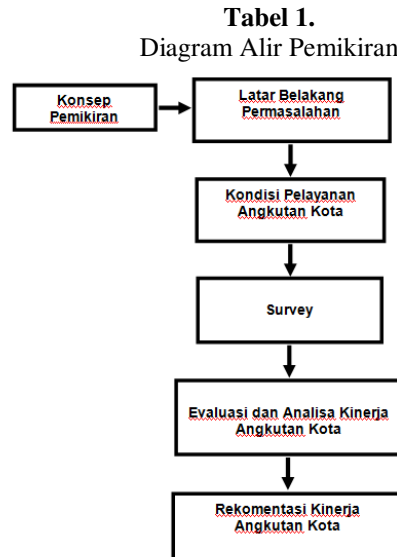 Tabel 1.
Diagram Alir Pemikiran
Konsep
Pemikiran
Latar Belakang
Permasalahan
Kondisi Pelayanan
Angkutan Kota
Survey
Evaluasi dan Analisa Kinerja
Angkutan Kota
Rekomentasi Kinerja
Angkutan Kota